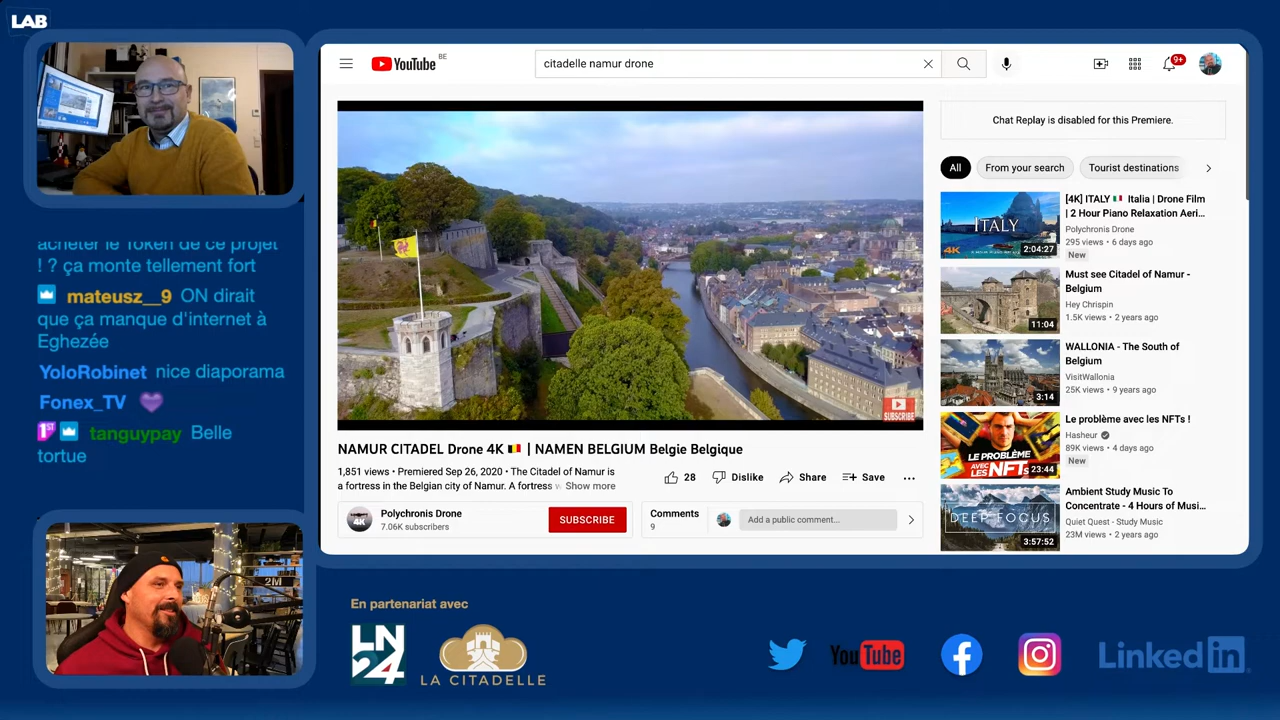 LAB
acheter le Token de ce projet
! ? ça monte tellement fort
mateusz__9 ON dirait
que ça manque d'internet à
Eghezée
YoloRobinet nice diaporama
Fonex_TV
1ST tanguypay Belle
tortue
2M
YouTube BE
citadelle namur drone
9+
SUBSCRIBE
NAMUR CITADEL Drone 4K 🇧🇪 | NAMEN BELGIUM Belgie Belgique
1,851 views • Premiered Sep 26, 2020 • The Citadel of Namur is
a fortress in the Belgian city of Namur. A fortress w Show more
28 Dislike Share Save
4K
Polychronis Drone
7.06K subscribers
SUBSCRIBE
Comments
9
Add a public comment...
Chat Replay is disabled for this Premiere.
All From your search Tourist destinations
ITALY
4K
2:04:27
[4K] ITALY 🇮🇹 Italia | Drone Film
| 2 Hour Piano Relaxation Aeri...
Polychronis Drone
295 views • 6 days ago
New
11:04
Must see Citadel of Namur -
Belgium
Hey Chrispin
1.5K views • 2 years ago
3:14
WALLONIA - The South of
Belgium
VisitWallonia
25K views • 9 years ago
LE PROBLÈME
AVEC LES NFTs
23:44
Le problème avec les NFTs !
Hasheur
89K views • 4 days ago
New
DEEP FOCUS
3:57:52
Ambient Study Music To
Concentrate - 4 Hours of Musi...
Quiet Quest - Study Music
23M views • 2 years ago
En partenariat avec
LN
24
LA CITADELLE
YouTube
LinkedIn